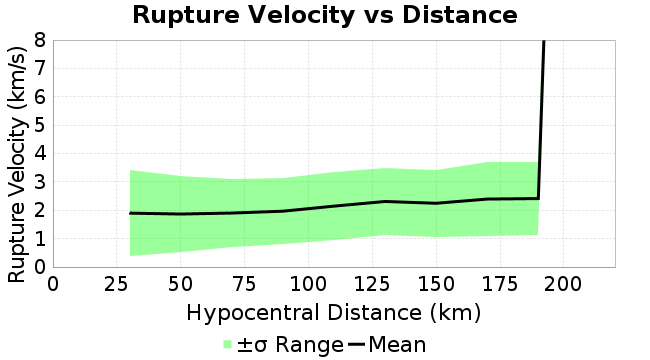 Rupture Velocity vs Distance
Rupture Velocity (km/s)
8
7
6
5
4
3
2
1
0
0 25 50 75 100 125 150 175 200
Hypocentral Distance (km)
±σ Range Mean